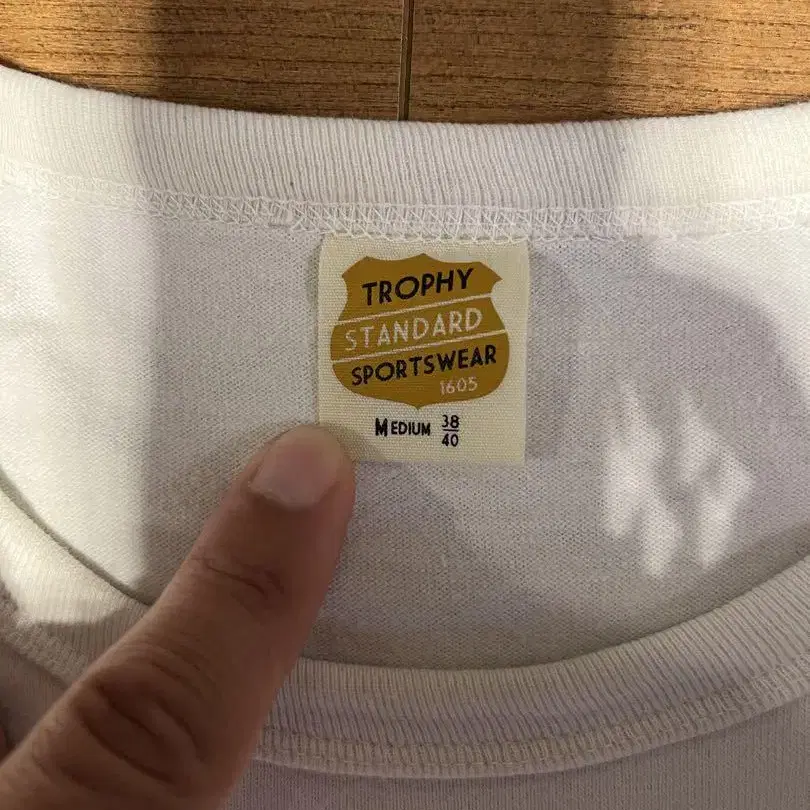 TROPHY
STANDARD
SPORTSWEAR
1605
MEDIUM 38/40